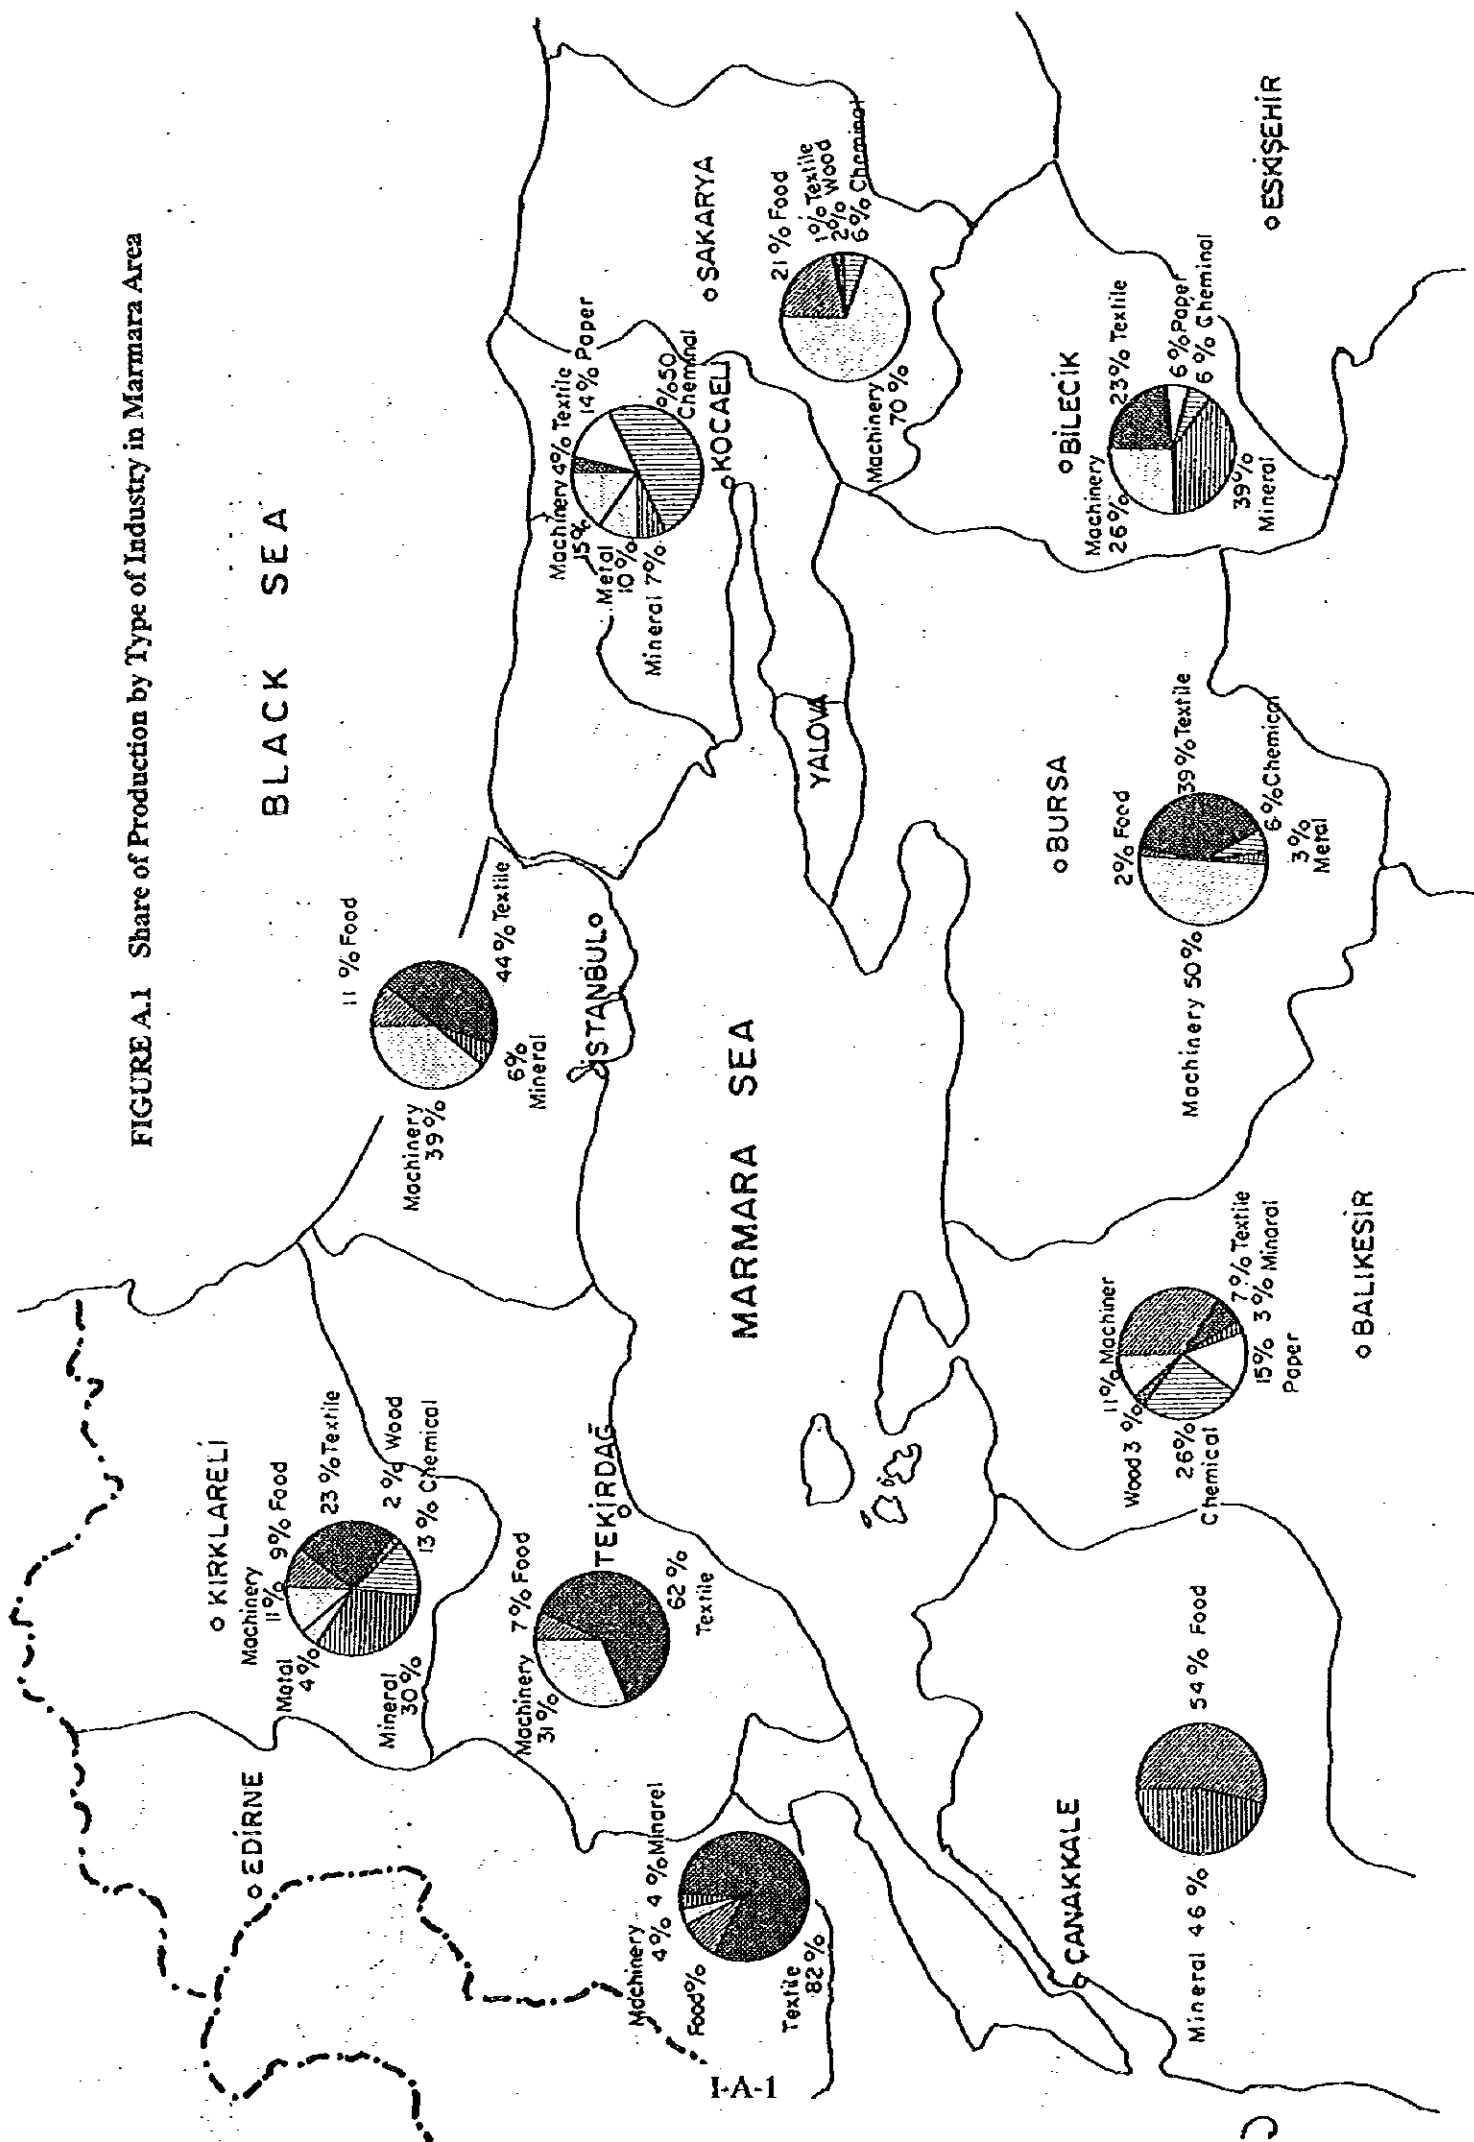 FIGURE A.1 Share of Production by Type of Industry in Marmara Area
BLACK SEA
KIRKLARELİ
Machinery
11%
9% Food
23% Textile
2% Wood
13% Chemical
Matal
4%
Mineral
30%
EDİRNE
11% Food
44% Textile
6%
Mineral
Machinery
39%
İSTANBUL
Machinery
15%
4% Textile
14% Paper
%50
Cheminal
Metal
10%
Mineral 7%
KOCAELİ
SAKARYA
21% Food
1% Textile
2% Wood
6% Cheminal
Machinery
70%
Machinery
31%
7% Food
62%
Textile
TEKİRDAĞ
Machinery
4%
4% Minarel
Food%
Textile
82%
MARMARA SEA
YALOVA
BİLECİK
Machinery
26%
23% Textile
6% Paper
6% Cheminal
39%
Mineral
ESKİŞEHİR
BURSA
2% Food
39% Textile
6% Chemical
3%
Metal
Machinery 50%
11% Machiner
7% Textile
3% Minaral
15%
Paper
26%
Chemical
Wood 3%
BALIKESİR
ÇANAKKALE
54% Food
Mineral 46%
I-A-1